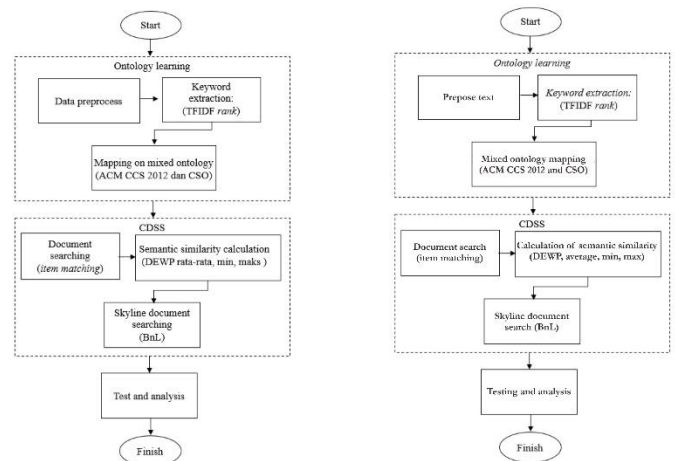 Start
Ontology learning
Data preprocess
Keyword
extraction:
(TFIDF rank)
Mapping on mixed ontology
(ACM CCS 2012 dan CSO)
CDSS
Document
searching
(item matching)
Semantic similarity calculation
(DEWP rata-rata, min, maks )
Skyline document
searching
(BnL)
Test and analysis
Finish
Start
Ontology learning
Prepose text
Keyword extraction:
(TFIDF rank)
Mixed ontology mapping
(ACM CCS 2012 and CSO)
CDSS
Document search
(item matching)
Calculation of semantic similarity
(DEWP, average, min, max)
Skyline document
search (BnL)
Testing and analysis
Finish